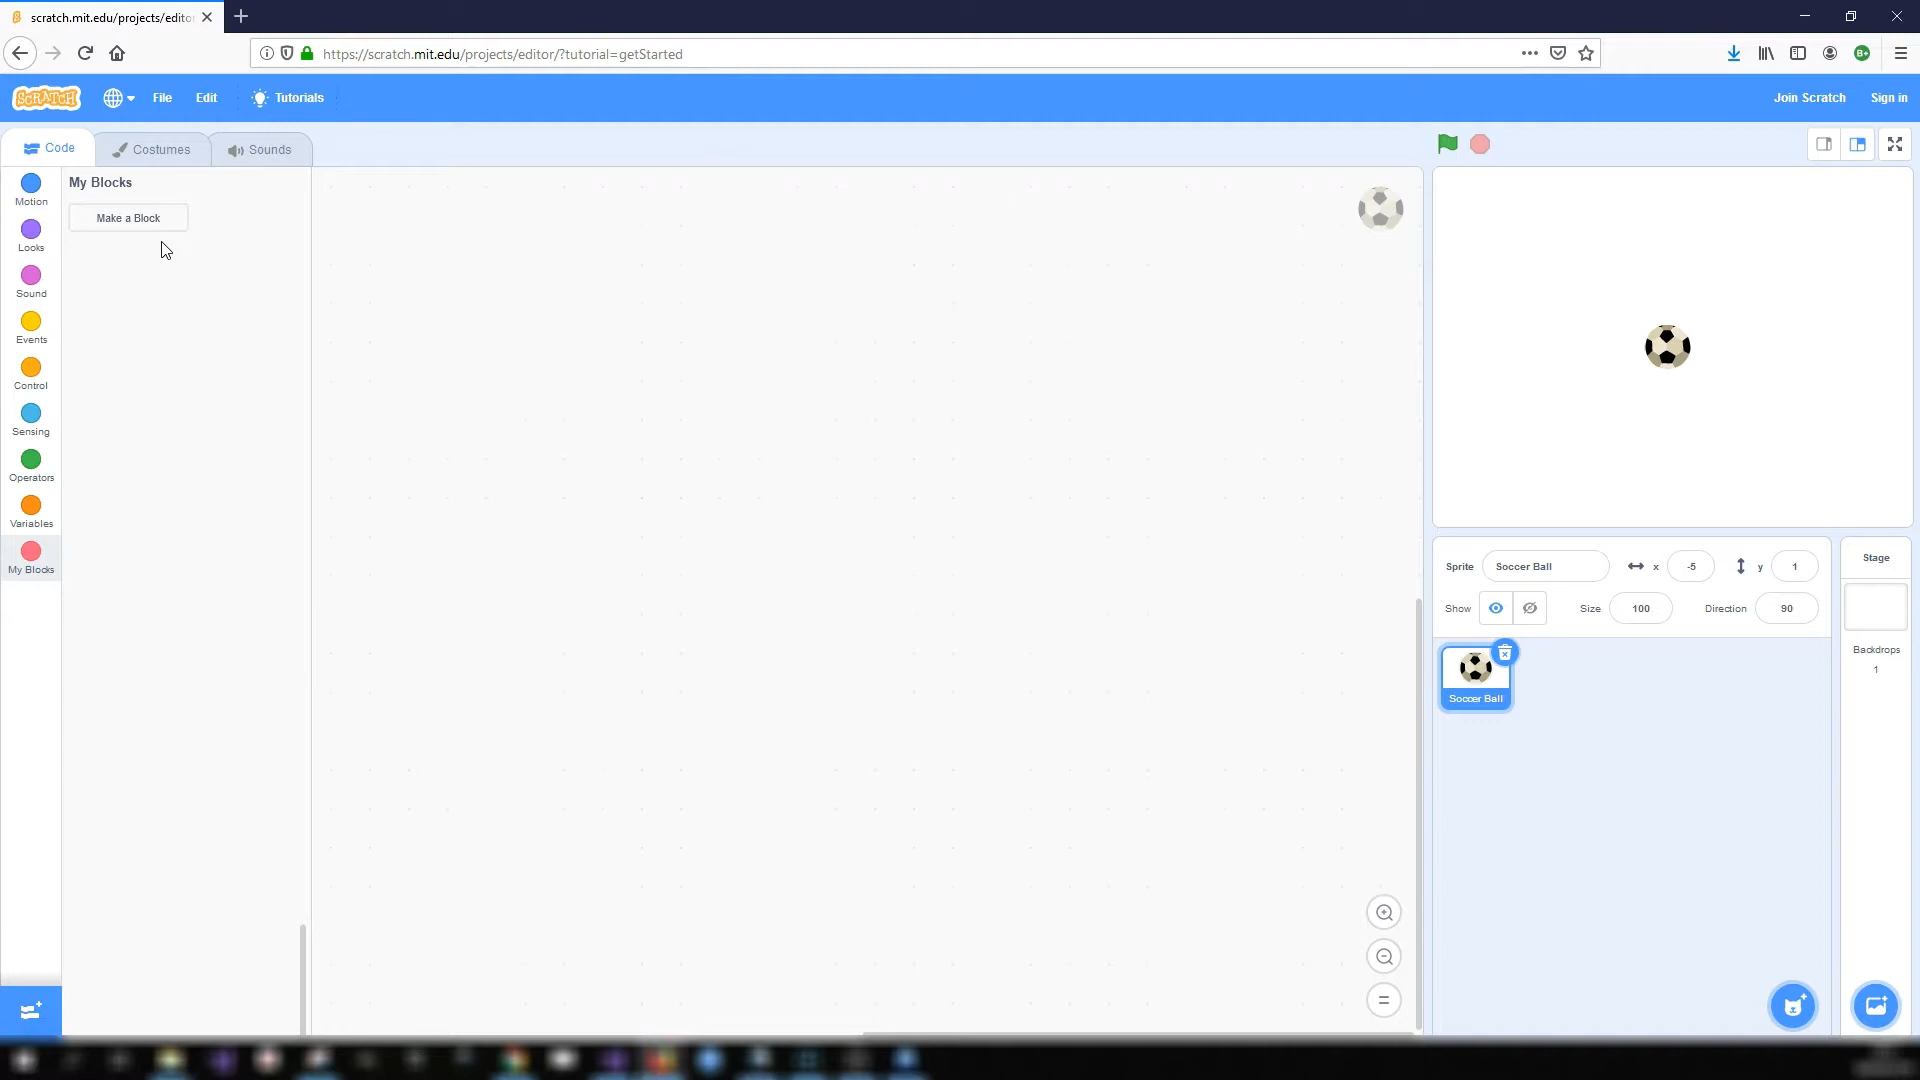 scratch.mit.edu/projects/edito
https://scratch.mit.edu/projects/editor/?tutorial=getStarted
SCRATCH File Edit Tutorials Join Scratch Sign in
Code Costumes Sounds
My Blocks
Make a Block
Motion
Looks
Sound
Events
Control
Sensing
Operators
Variables
My Blocks
Sprite Soccer Ball x -5 y 1
Show Size 100 Direction 90
Soccer Ball
Stage
Backdrops
1